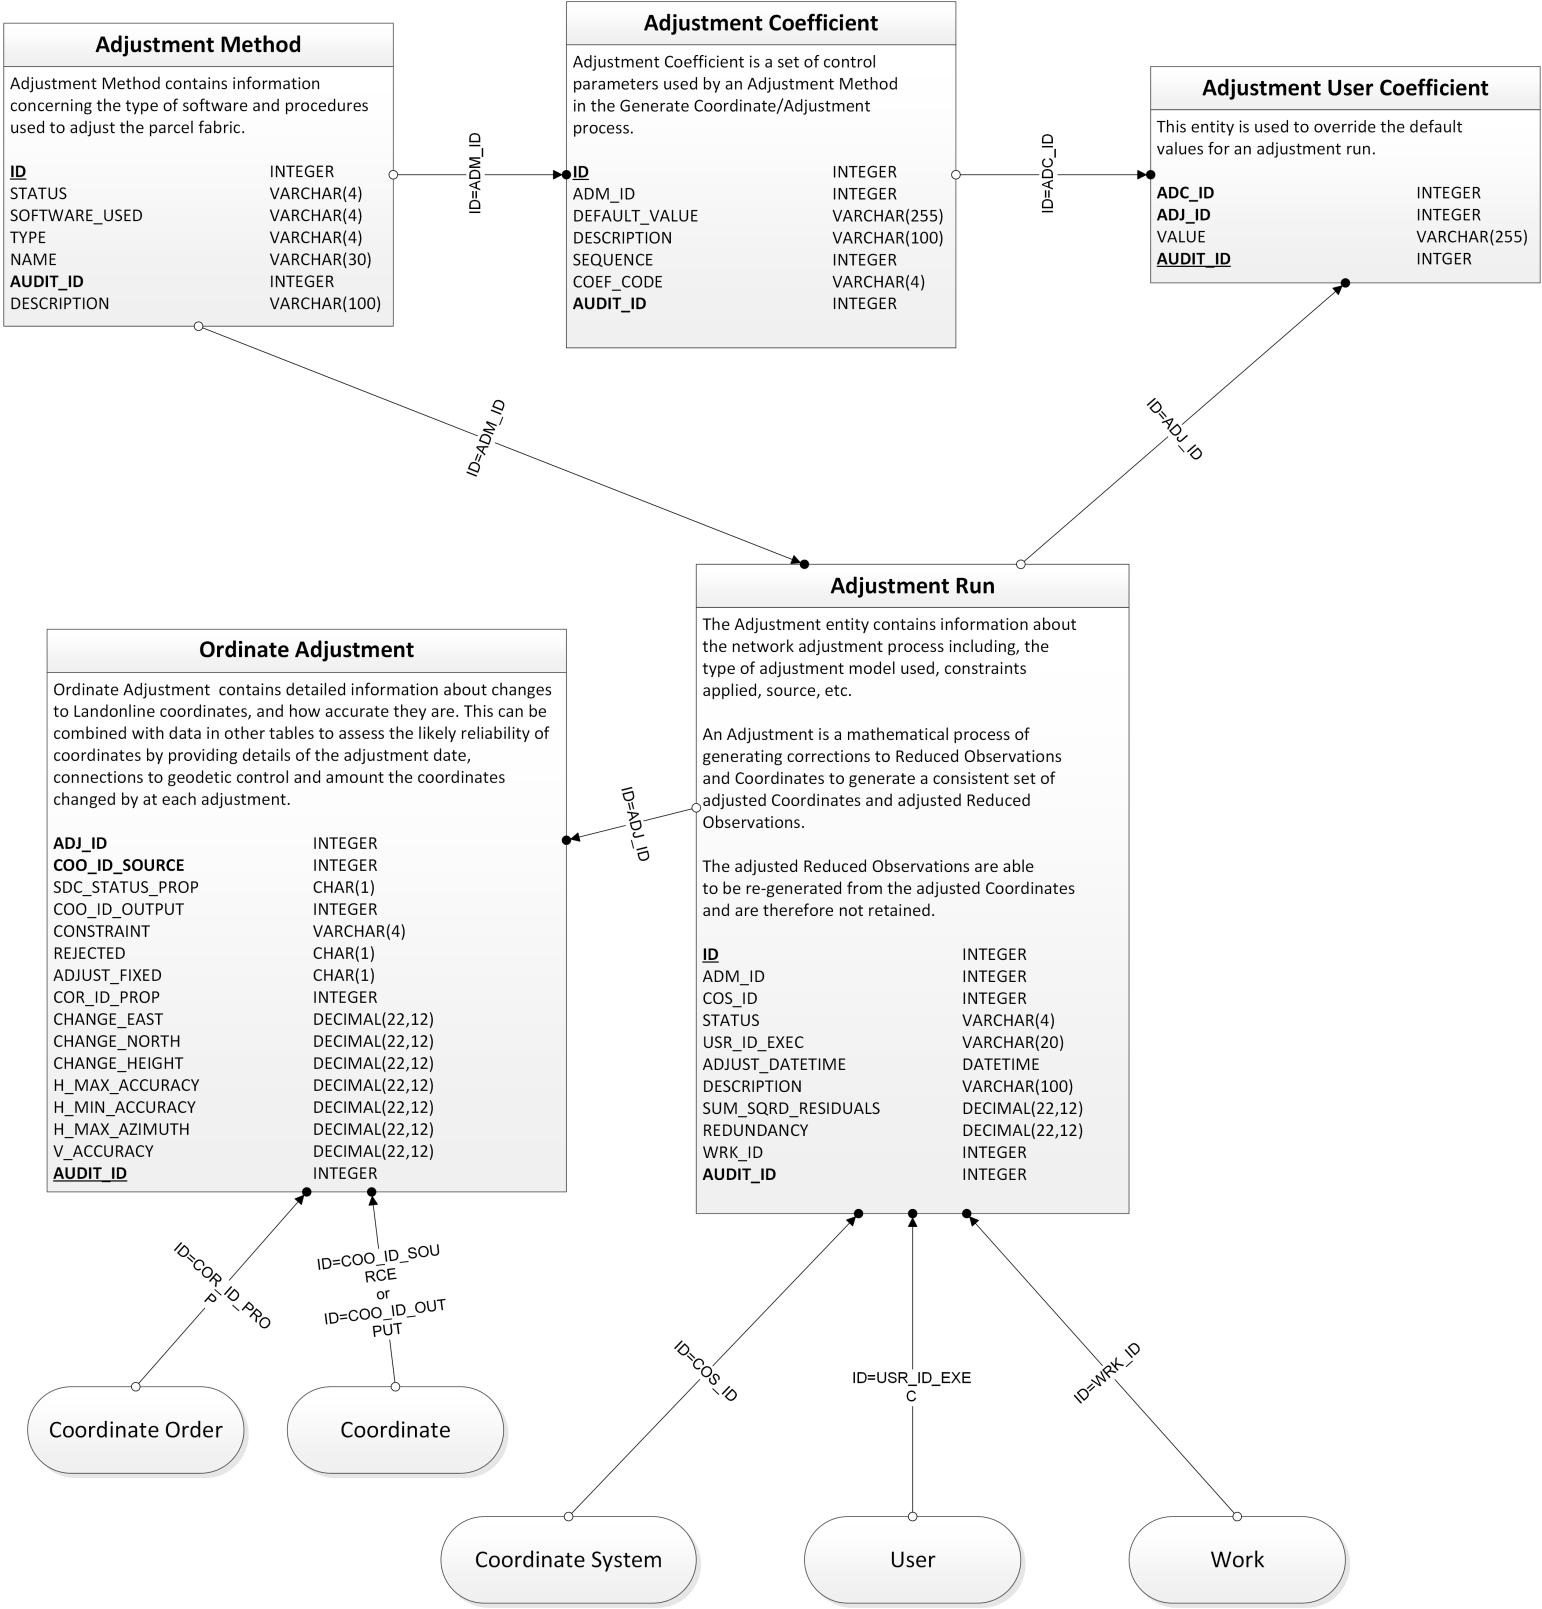 Adjustment Method
Adjustment Method contains information
concerning the type of software and procedures
used to adjust the parcel fabric.
ID INTEGER
STATUS VARCHAR(4)
SOFTWARE_USED VARCHAR(4)
TYPE VARCHAR(4)
NAME VARCHAR(30)
AUDIT_ID INTEGER
DESCRIPTION VARCHAR(100)
ID=ADM_ID
Adjustment Coefficient
Adjustment Coefficient is a set of control
parameters used by an Adjustment Method
in the Generate Coordinate/Adjustment
process.
ID INTEGER
ADM_ID INTEGER
DEFAULT_VALUE VARCHAR(255)
DESCRIPTION VARCHAR(100)
SEQUENCE INTEGER
COEF_CODE VARCHAR(4)
AUDIT_ID INTEGER
ID=ADC_ID
Adjustment User Coefficient
This entity is used to override the default
values for an adjustment run.
ADC_ID INTEGER
ADJ_ID INTEGER
VALUE VARCHAR(255)
AUDIT_ID INTGER
ID=ADM_ID
ID=ADJ_ID
Ordinate Adjustment
Ordinate Adjustment contains detailed information about changes
to Landonline coordinates, and how accurate they are. This can be
combined with data in other tables to assess the likely reliability of
coordinates by providing details of the adjustment date,
connections to geodetic control and amount the coordinates
changed by at each adjustment.
ADJ_ID INTEGER
COO_ID_SOURCE INTEGER
SDC_STATUS_PROP CHAR(1)
COO_ID_OUTPUT INTEGER
CONSTRAINT VARCHAR(4)
REJECTED CHAR(1)
ADJUST_FIXED CHAR(1)
COR_ID_PROP INTEGER
CHANGE_EAST DECIMAL(22,12)
CHANGE_NORTH DECIMAL(22,12)
CHANGE_HEIGHT DECIMAL(22,12)
H_MAX_ACCURACY DECIMAL(22,12)
H_MIN_ACCURACY DECIMAL(22,12)
H_MAX_AZIMUTH DECIMAL(22,12)
V_ACCURACY DECIMAL(22,12)
AUDIT_ID INTEGER
ID=ADJ_ID
Adjustment Run
The Adjustment entity contains information about
the network adjustment process including, the
type of adjustment model used, constraints
applied, source, etc.
An Adjustment is a mathematical process of
generating corrections to Reduced Observations
and Coordinates to generate a consistent set of
adjusted Coordinates and adjusted Reduced
Observations.
The adjusted Reduced Observations are able
to be re-generated from the adjusted Coordinates
and are therefore not retained.
ID INTEGER
ADM_ID INTEGER
COS_ID INTEGER
STATUS VARCHAR(4)
USR_ID_EXEC VARCHAR(20)
ADJUST_DATETIME DATETIME
DESCRIPTION VARCHAR(100)
SUM_SQRD_RESIDUALS DECIMAL(22,12)
REDUNDANCY DECIMAL(22,12)
WRK_ID INTEGER
AUDIT_ID INTEGER
ID=COR_ID_PRO
P
ID=COO_ID_SOU
RCE
or
ID=COO_ID_OUT
PUT
ID=COS_ID
ID=USR_ID_EXE
C
ID=WRK_ID
Coordinate Order
Coordinate
Coordinate System
User
Work